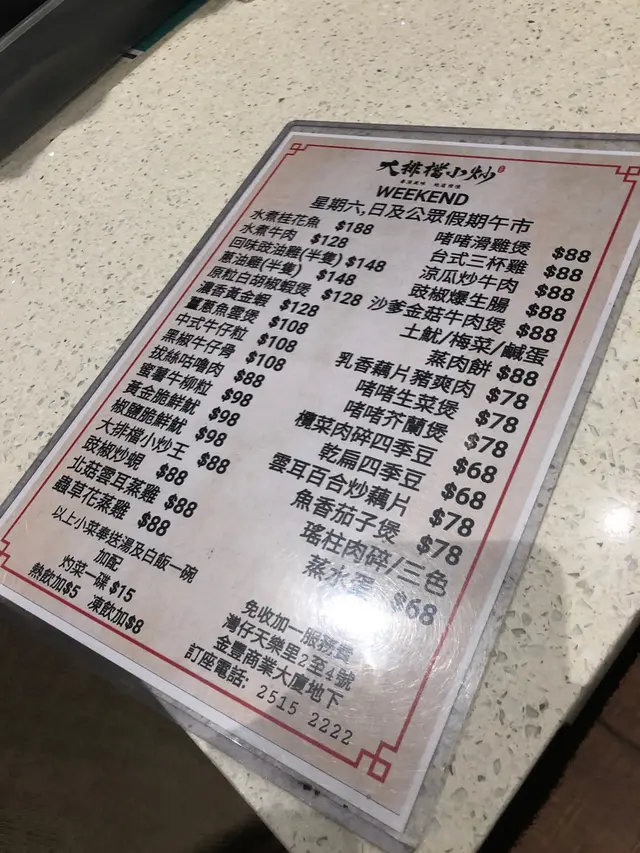 大排檔小炒
WEEKEND
星期六,日及公眾假期午市
水煮桂花魚 $188
水煮牛肉 $128
回味豉油雞(半隻) $148
蔥油雞(半隻) $148
原粒白胡椒蝦煲 $128
濃香黃金蝦 $128
薑蔥魚雲煲 $108
中式牛仔粒 $108
黑椒牛仔骨 $108
拔絲咕嚕肉 $88
蜜薯牛柳粒 $98
黃金脆鮮魷 $98
椒鹽脆鮮魷 $98
大排檔小炒王 $88
豉椒炒蜆 $88
北菇雲耳蒸雞 $88
蟲草花蒸雞 $88
以上小菜奉送湯及白飯一碗
加配
灼菜一碟 $15
熱飲加$5 凍飲加$8
啫啫滑雞煲 $88
台式三杯雞 $88
涼瓜炒牛肉 $88
豉椒爆生腸 $88
沙爹金菇牛肉煲 $88
土魷/梅菜/鹹蛋
蒸肉餅 $88
乳香藕片豬爽肉 $78
啫啫生菜煲 $78
啫啫芥蘭煲 $78
欖菜肉碎四季豆 $68
乾扁四季豆 $68
雲耳百合炒藕片 $78
魚香茄子煲 $78
瑤柱肉碎/三色
蒸水蛋 $68
免收加一服務費
灣仔天樂里2至4號
金豐商業大廈地下
訂座電話: 2515 2222